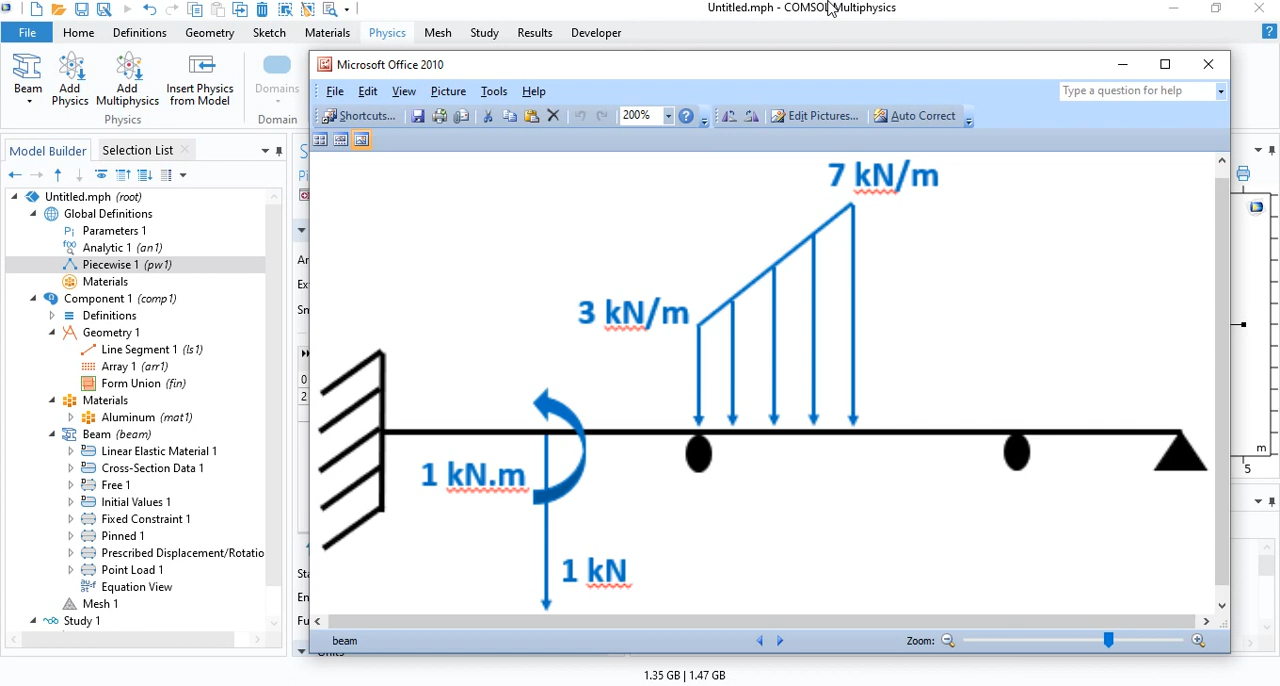 Untitled.mph - COMSOL Multiphysics
File Home Definitions Geometry Sketch Materials Physics Mesh Study Results Developer
Beam
Add Physics
Add Multiphysics
Insert Physics from Model
Domains
Physics
Domain
Microsoft Office 2010
File Edit View Picture Tools Help
Type a question for help
Shortcuts... 200% Edit Pictures... Auto Correct
Model Builder Selection List
Untitled.mph (root)
Global Definitions
Parameters 1
Analytic 1 (an1)
Piecewise 1 (pw1)
Materials
Component 1 (comp1)
Definitions
Geometry 1
Line Segment 1 (ls1)
Array 1 (arr1)
Form Union (fin)
Materials
Aluminum (mat1)
Beam (beam)
Linear Elastic Material 1
Cross-Section Data 1
Free 1
Initial Values 1
Fixed Constraint 1
Pinned 1
Prescribed Displacement/Rotatio
Point Load 1
Equation View
Mesh 1
Study 1
7 kN/m
3 kN/m
1 kN.m
1 kN
m
5
beam
Zoom:
1.35 GB | 1.47 GB